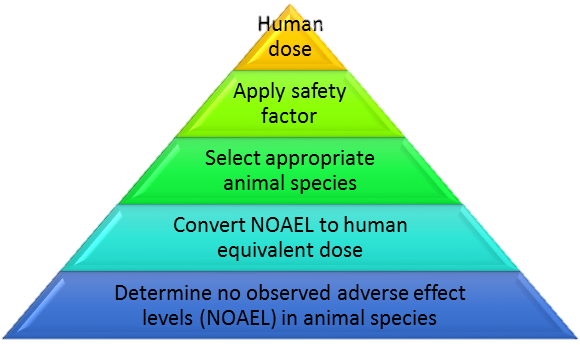 Human
dose
Apply safety
factor
Select appropriate
animal species
Convert NOAEL to human
equivalent dose
Determine no observed adverse effect
levels (NOAEL) in animal species